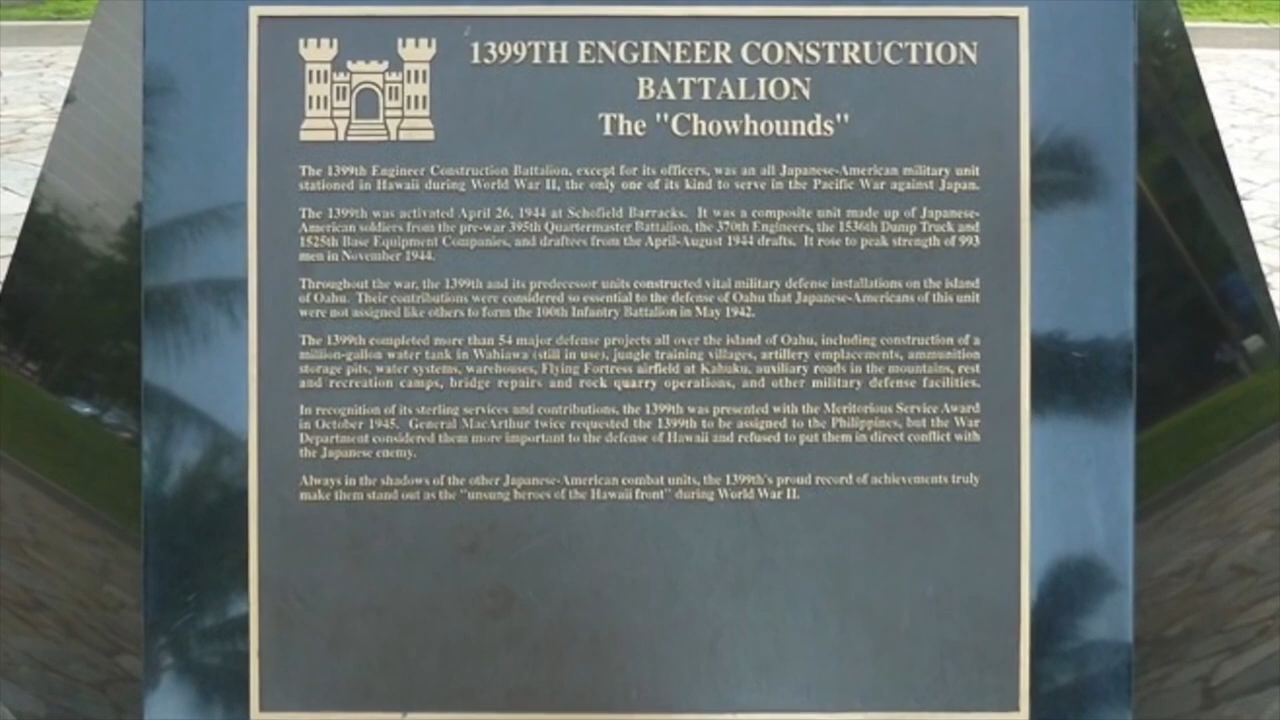 1399TH ENGINEER CONSTRUCTION
BATTALION
The "Chowhounds"
The 1399th Engineer Construction Battalion, except for its officers, was an all Japanese-American military unit
stationed in Hawaii during World War II, the only one of its kind to serve in the Pacific War against Japan.
The 1399th was activated April 26, 1944 at Schofield Barracks. It was a composite unit made up of Japanese-
American soldiers from the pre-war 395th Quartermaster Battalion, the 370th Engineers, the 1536th Dump Truck and
1525th Base Equipment Companies, and draftees from the April-August 1944 drafts. It rose to peak strength of 993
men in November 1944.
Throughout the war, the 1399th and its predecessor units constructed vital military defense installations on the island
of Oahu. Their contributions were considered so essential to the defense of Oahu that Japanese-Americans of this unit
were not assigned like others to form the 100th Infantry Battalion in May 1942.
The 1399th completed more than 54 major defense projects all over the island of Oahu, including construction of a
million-gallon water tank in Wahiawa (still in use), jungle training villages, artillery emplacements, ammunition
storage pits, water systems, warehouses, Flying Fortress airfield at Kahuku, auxiliary roads in the mountains, rest
and recreation camps, bridge repairs and rock quarry operations, and other military defense facilities.
In recognition of its sterling services and contributions, the 1399th was presented with the Meritorious Service Award
in October 1945. General MacArthur twice requested the 1399th to be assigned to the Philippines, but the War
Department considered them more important to the defense of Hawaii and refused to put them in direct conflict with
the Japanese enemy.
Always in the shadows of the other Japanese-American combat units, the 1399th's proud record of achievements truly
make them stand out as the "unsung heroes of the Hawaii front" during World War II.